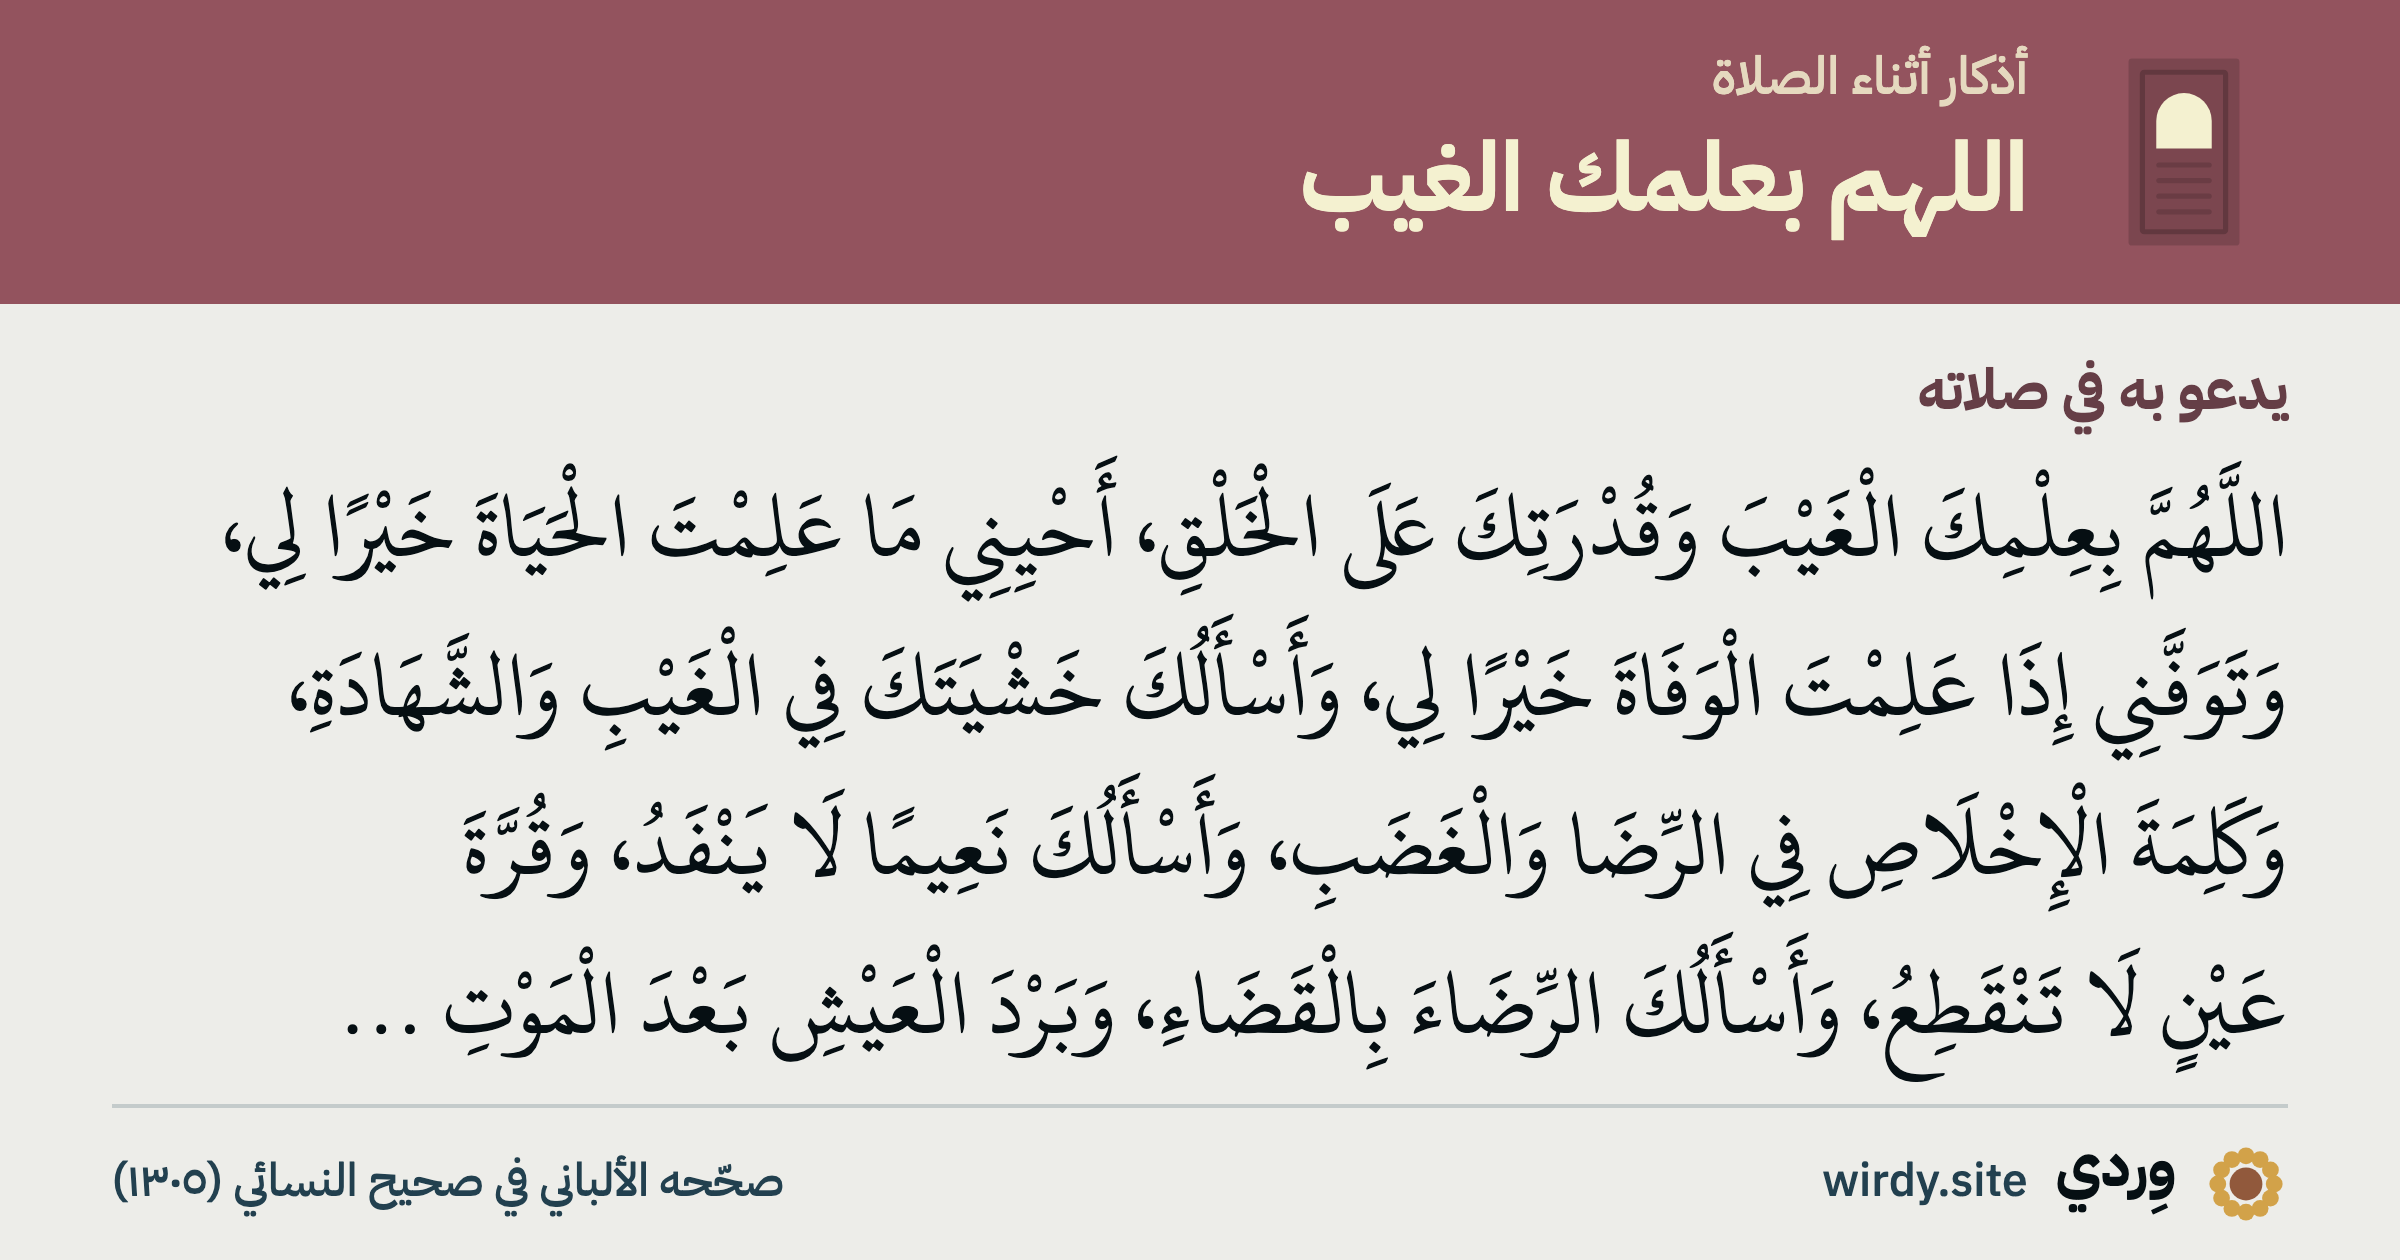 أذكار أثناء الصلاة
اللهم بعلمك الغيب
يدعو به في صلاته
اللَّهُمَّ بِعِلْمِكَ الْغَيْبَ وَقُدْرَتِكَ عَلَى الْخَلْقِ، أَحْيِنِي مَا عَلِمْتَ الْحَيَاةَ خَيْرًا لِي،
وَتَوَفَّنِي إِذَا عَلِمْتَ الْوَفَاةَ خَيْرًا لِي، وَأَسْأَلُكَ خَشْيَتَكَ فِي الْغَيْبِ وَالشَّهَادَةِ،
وَكَلِمَةَ الْإِخْلَاصِ فِي الرِّضَا وَالْغَضَبِ، وَأَسْأَلُكَ نَعِيمًا لَا يَنْفَدُ، وَقُرَّةَ
عَيْنٍ لَا تَنْقَطِعُ، وَأَسْأَلُكَ الرِّضَاءَ بِالْقَضَاءِ، وَبَرْدَ الْعَيْشِ بَعْدَ الْمَوْتِ ...
وِردي wirdy.site
صحّحه الألباني في صحيح النسائي (١٣٠٥)